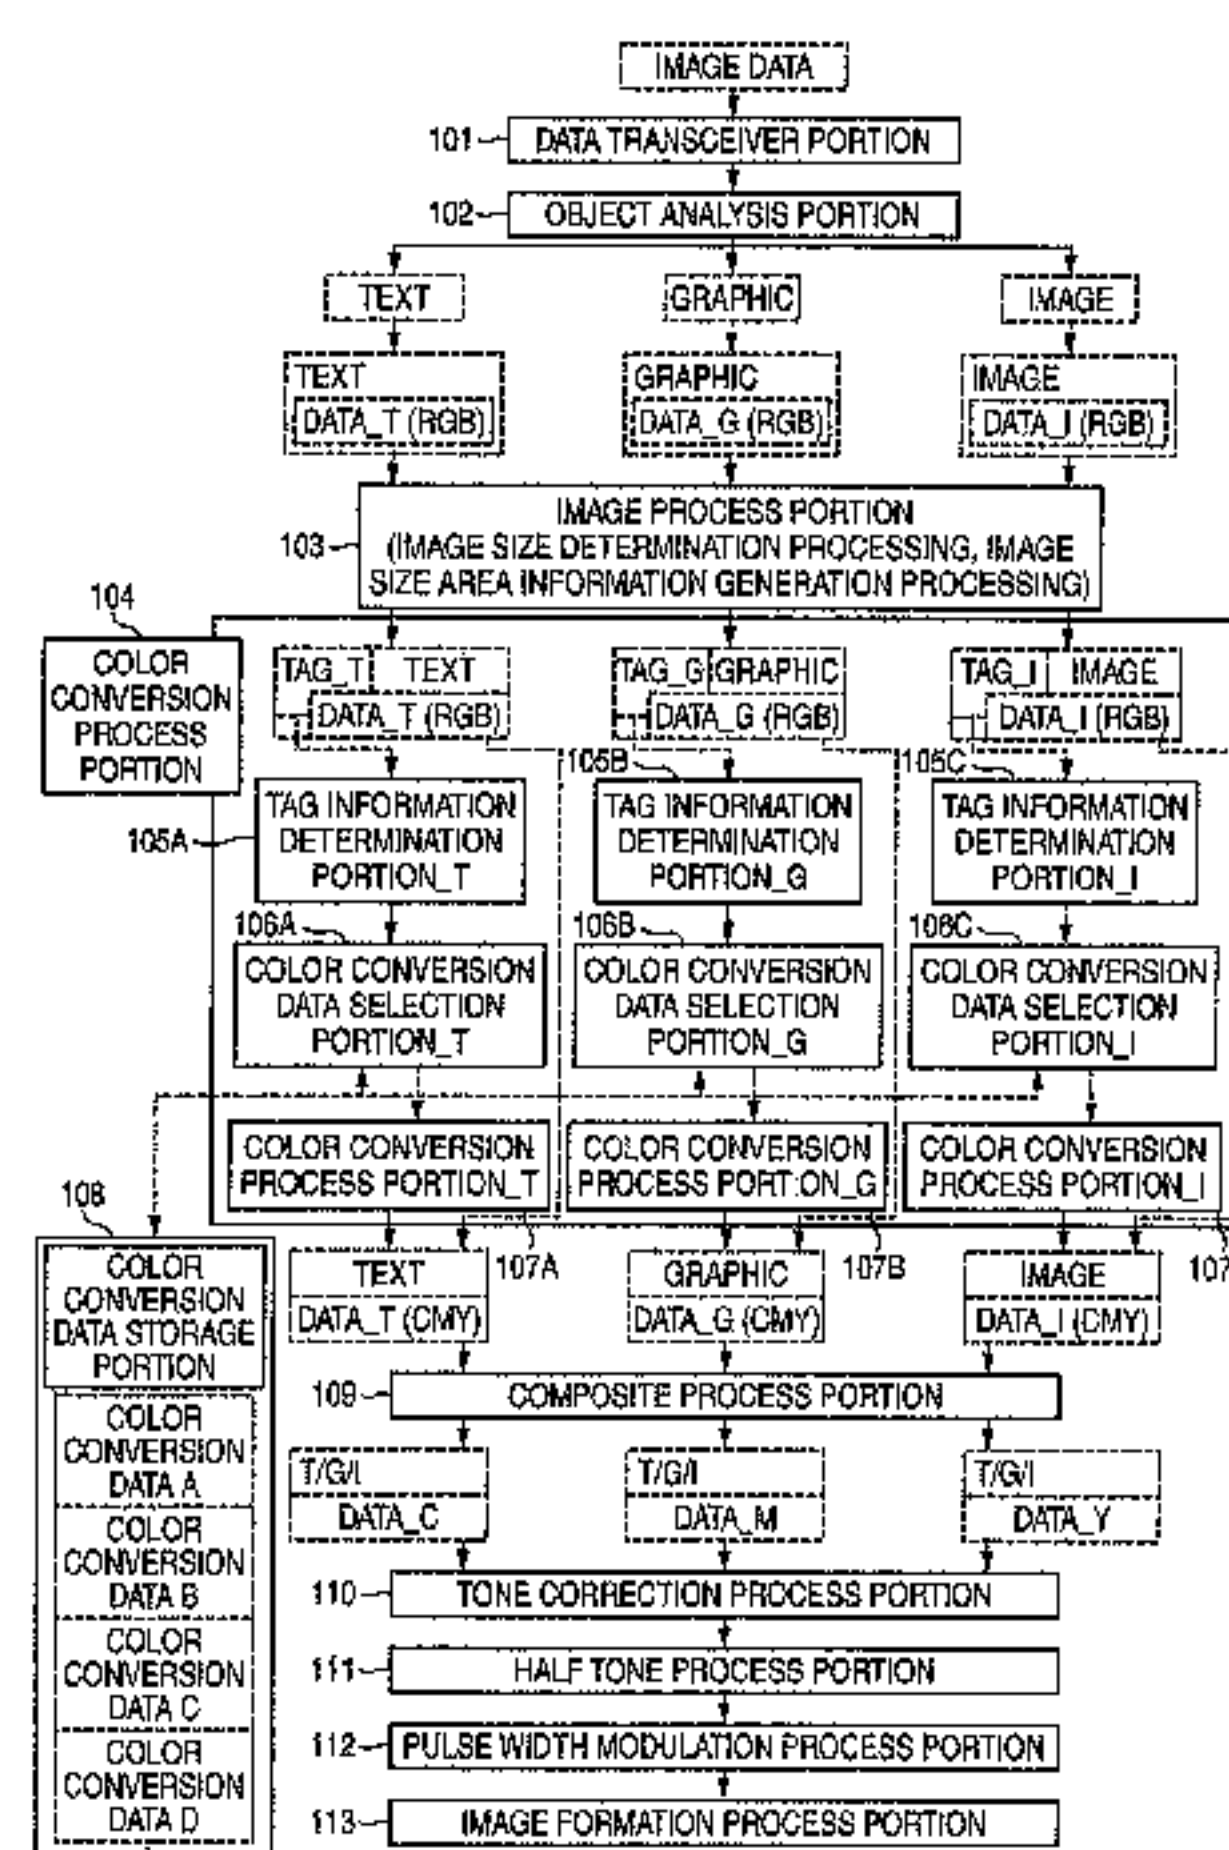 IMAGE DATA
101
DATA TRANSCEIVER PORTION
102
OBJECT ANALYSIS PORTION
TEXT
GRAPHIC
IMAGE
TEXT
DATA_T (RGB)
GRAPHIC
DATA_G (RGB)
IMAGE
DATA_I (RGB)
103
IMAGE PROCESS PORTION
(IMAGE SIZE DETERMINATION PROCESSING, IMAGE
SIZE AREA INFORMATION GENERATION PROCESSING)
104
COLOR
CONVERSION
PROCESS
PORTION
TAG_T TEXT
DATA_T (RGB)
TAG_G GRAPHIC
DATA_G (RGB)
TAG_I IMAGE
DATA_I (RGB)
105A
TAG INFORMATION
DETERMINATION
PORTION_T
105B
TAG INFORMATION
DETERMINATION
PORTION_G
105C
TAG INFORMATION
DETERMINATION
PORTION_I
106A
COLOR CONVERSION
DATA SELECTION
PORTION_T
106B
COLOR CONVERSION
DATA SELECTION
PORTION_G
106C
COLOR CONVERSION
DATA SELECTION
PORTION_I
COLOR CONVERSION
PROCESS PORTION_T
COLOR CONVERSION
PROCESS PORTION_G
COLOR CONVERSION
PROCESS PORTION_I
107A
107B
107
108
COLOR
CONVERSION
DATA STORAGE
PORTION
COLOR
CONVERSION
DATA A
COLOR
CONVERSION
DATA B
COLOR
CONVERSION
DATA C
COLOR
CONVERSION
DATA D
TEXT
DATA_T (CMY)
GRAPHIC
DATA_G (CMY)
IMAGE
DATA_I (CMY)
109
COMPOSITE PROCESS PORTION
T/G/I
DATA_C
T/G/I
DATA_M
T/G/I
DATA_Y
110
TONE CORRECTION PROCESS PORTION
111
HALF TONE PROCESS PORTION
112
PULSE WIDTH MODULATION PROCESS PORTION
113
IMAGE FORMATION PROCESS PORTION